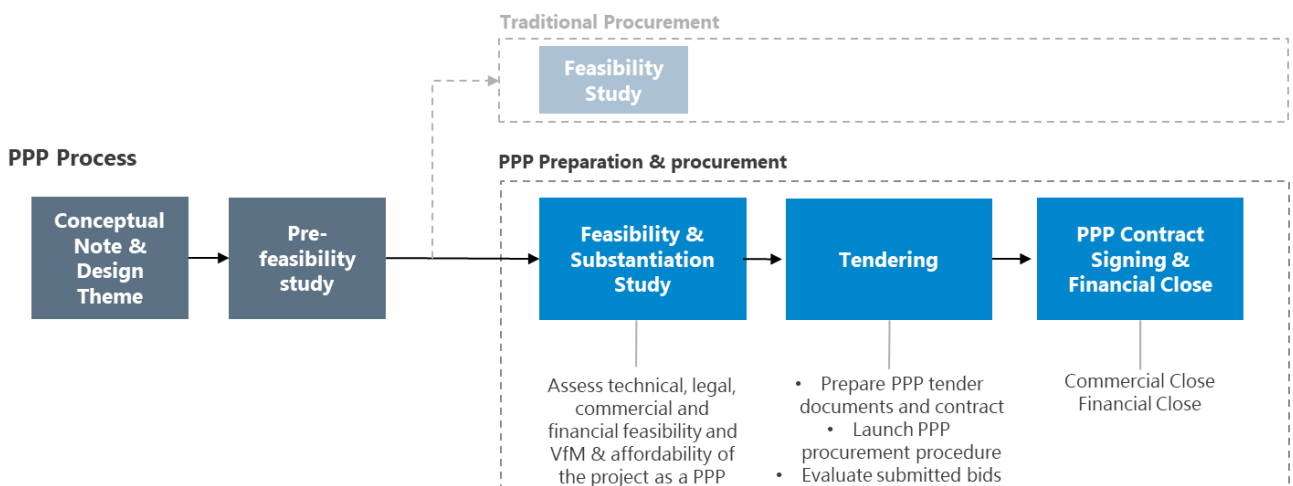 Traditional Procurement
Feasibility
Study
PPP Process
PPP Preparation & procurement
Conceptual
Note &
Design
Theme
Pre-
feasibility
study
Feasibility &
Substantiation
Study
Tendering
PPP Contract
Signing &
Financial Close
Assess technical, legal,
commercial and
financial feasibility and
VfM & affordability of
the project as a PPP
• Prepare PPP tender
documents and contract
• Launch PPP
procurement procedure
• Evaluate submitted bids
Commercial Close
Financial Close